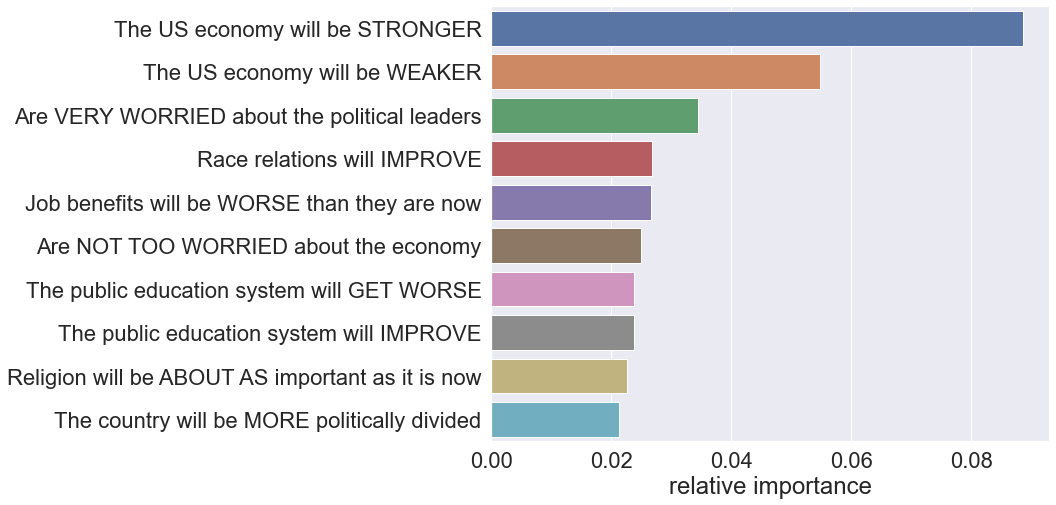 The US economy will be STRONGER
The US economy will be WEAKER
Are VERY WORRIED about the political leaders
Race relations will IMPROVE
Job benefits will be WORSE than they are now
Are NOT TOO WORRIED about the economy
The public education system will GET WORSE
The public education system will IMPROVE
Religion will be ABOUT AS important as it is now
The country will be MORE politically divided
0.00 0.02 0.04 0.06 0.08
relative importance